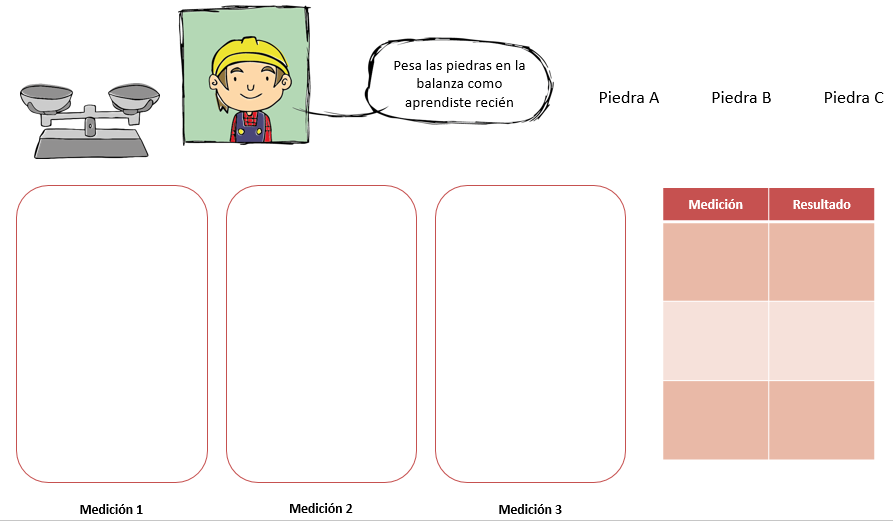 Pesa las piedras en la
balanza como
aprendiste recién
Piedra A
Piedra B
Piedra C
Medición
Resultado
Medición 1
Medición 2
Medición 3